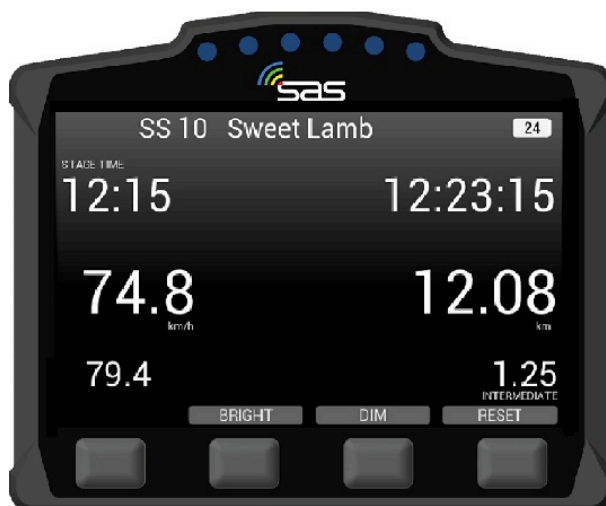 sas
SS 10 Sweet Lamb 24
STAGE TIME
12:15 12:23:15
74.8 12.08
km/h km
79.4 1.25
INTERMEDIATE
BRIGHT DIM RESET